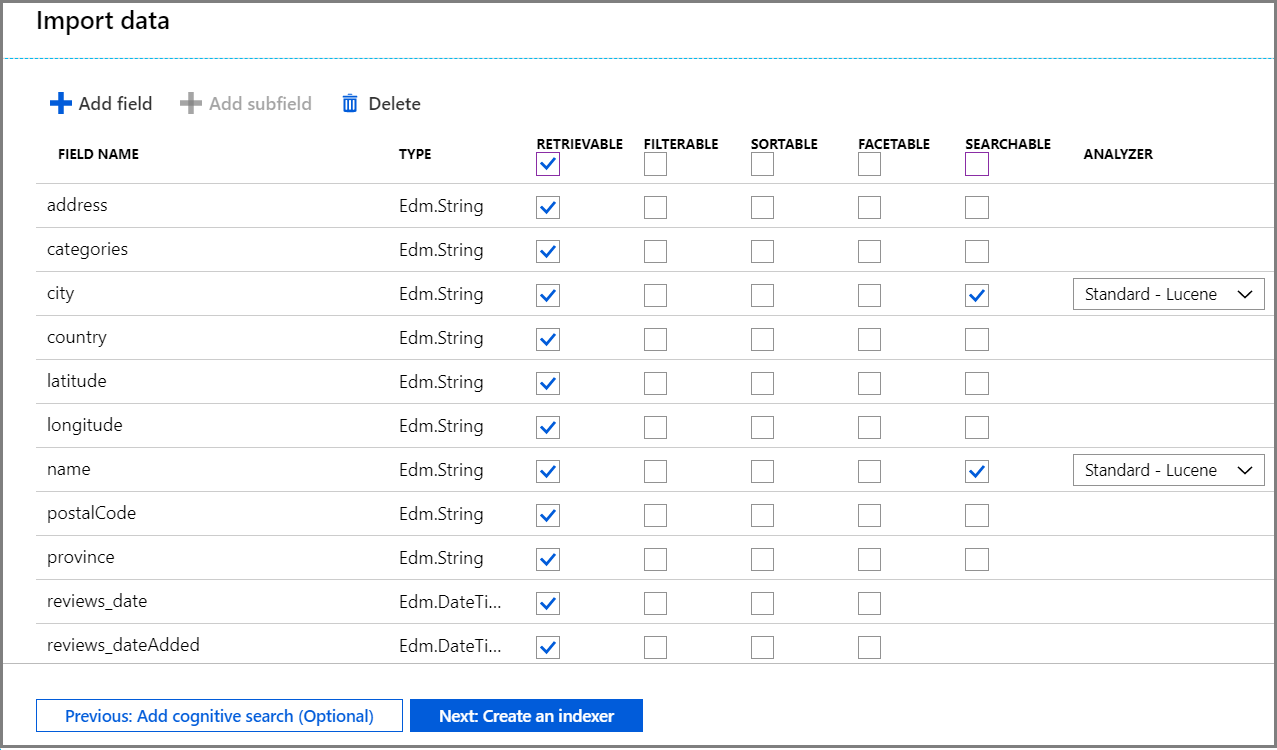 Import data
Add field Add subfield Delete
FIELD NAME TYPE RETRIEVABLE FILTERABLE SORTABLE FACETABLE SEARCHABLE ANALYZER
address Edm.String
categories Edm.String
city Edm.String Standard - Lucene
country Edm.String
latitude Edm.String
longitude Edm.String
name Edm.String Standard - Lucene
postalCode Edm.String
province Edm.String
reviews_date Edm.DateTi...
reviews_dateAdded Edm.DateTi...
Previous: Add cognitive search (Optional) Next: Create an indexer